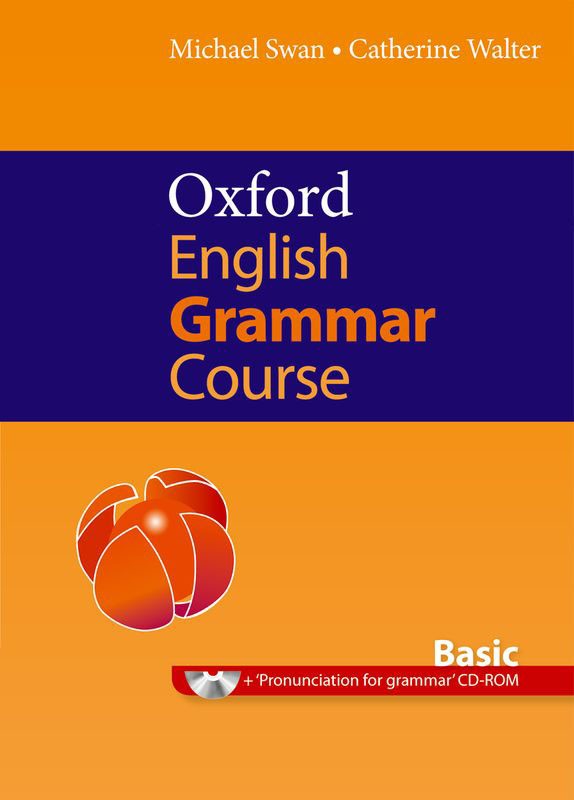 Michael Swan • Catherine Walter
Oxford
English
Grammar
Course
Basic
+ ‘Pronunciation for grammar’ CD-ROM